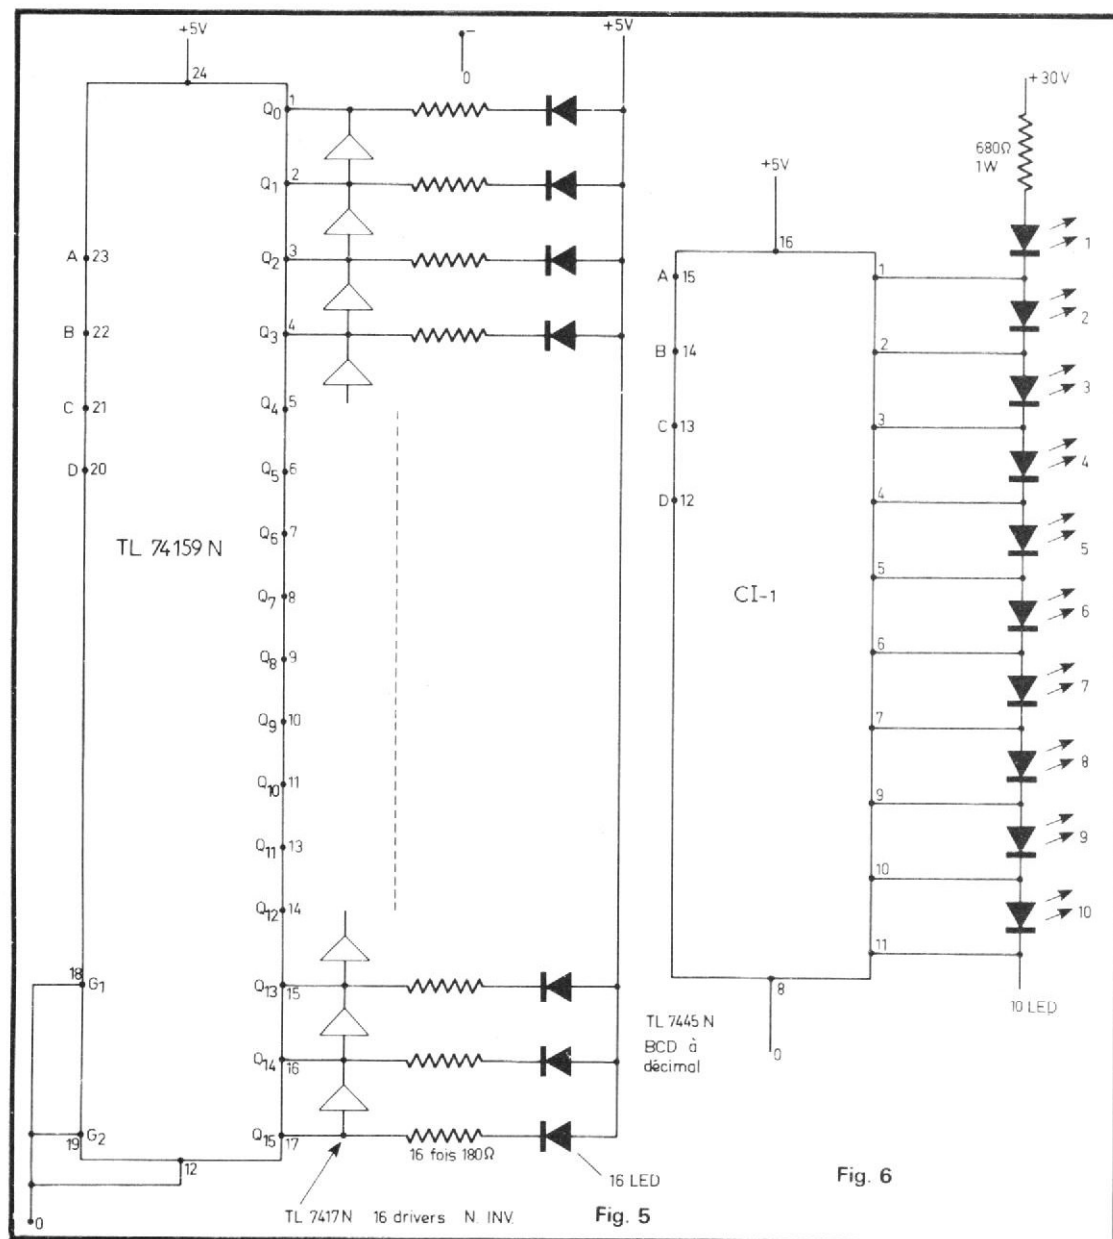 +5V
24
–
0
+5V
Q0 1
Q1 2
Q2 3
Q3 4
Q4 5
Q5 6
Q6 7
Q7 8
Q8 9
Q9 10
Q10 11
Q11 13
Q12 14
Q13 15
Q14 16
Q15 17
A 23
B 22
C 21
D 20
TL 74159 N
18 G1
19 G2
12
0
16 fois 180Ω
16 LED
TL 7417 N 16 drivers N. INV.
Fig. 5
+30V
680Ω
1W
+5V
16
A 15
B 14
C 13
D 12
CI-1
1
2
3
4
5
6
7
9
10
11
1
2
3
4
5
6
7
8
9
10
8
0
10 LED
TL 7445 N
BCD à
décimal
Fig. 6